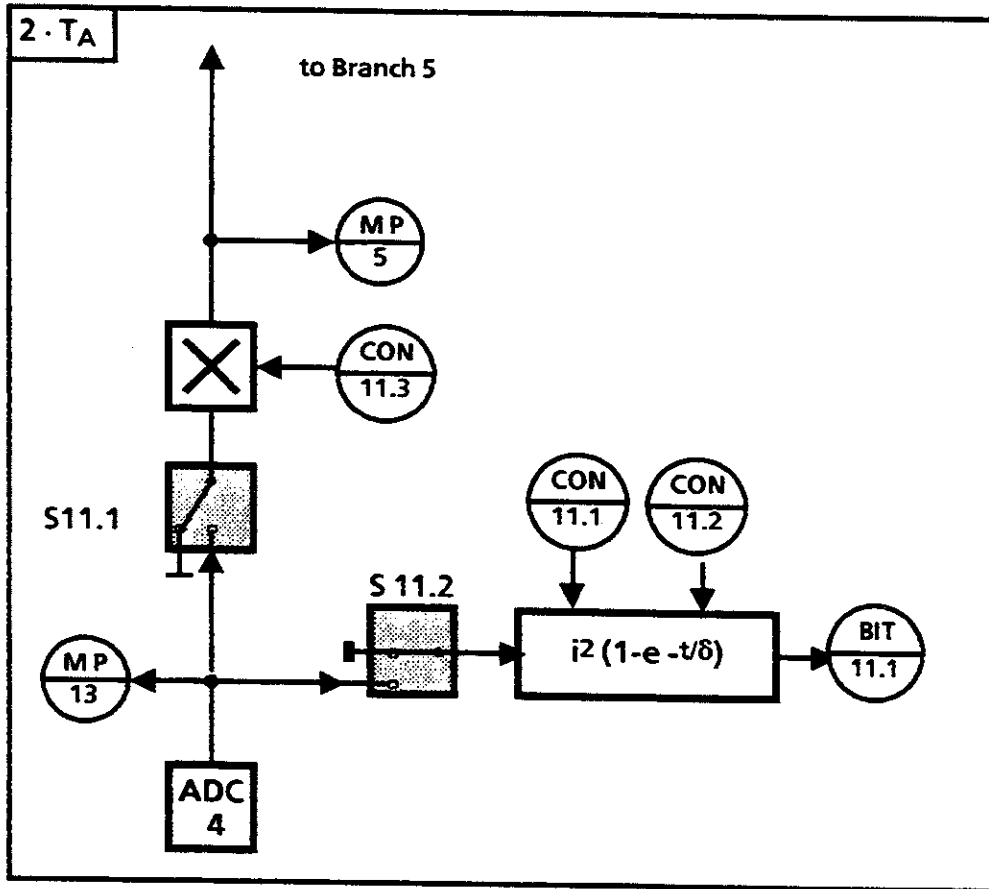 2 · TA
to Branch 5
MP
5
CON
11.3
S11.1
CON
11.1
CON
11.2
S 11.2
i² (1-e -t/δ)
BIT
11.1
MP
13
ADC
4